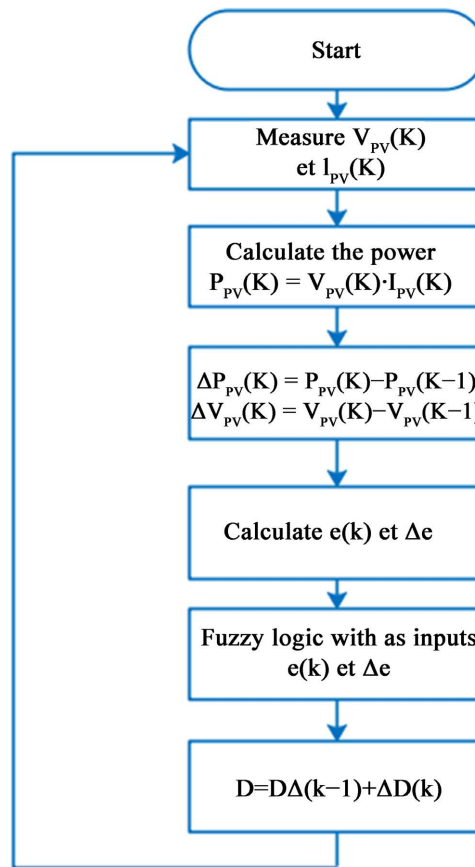 Start
Measure V_PV(K)
et l_PV(K)
Calculate the power
P_PV(K) = V_PV(K)·I_PV(K)
ΔP_PV(K) = P_PV(K)−P_PV(K−1)
ΔV_PV(K) = V_PV(K)−V_PV(K−1)
Calculate e(k) et Δe
Fuzzy logic with as inputs
e(k) et Δe
D=DΔ(k−1)+ΔD(k)